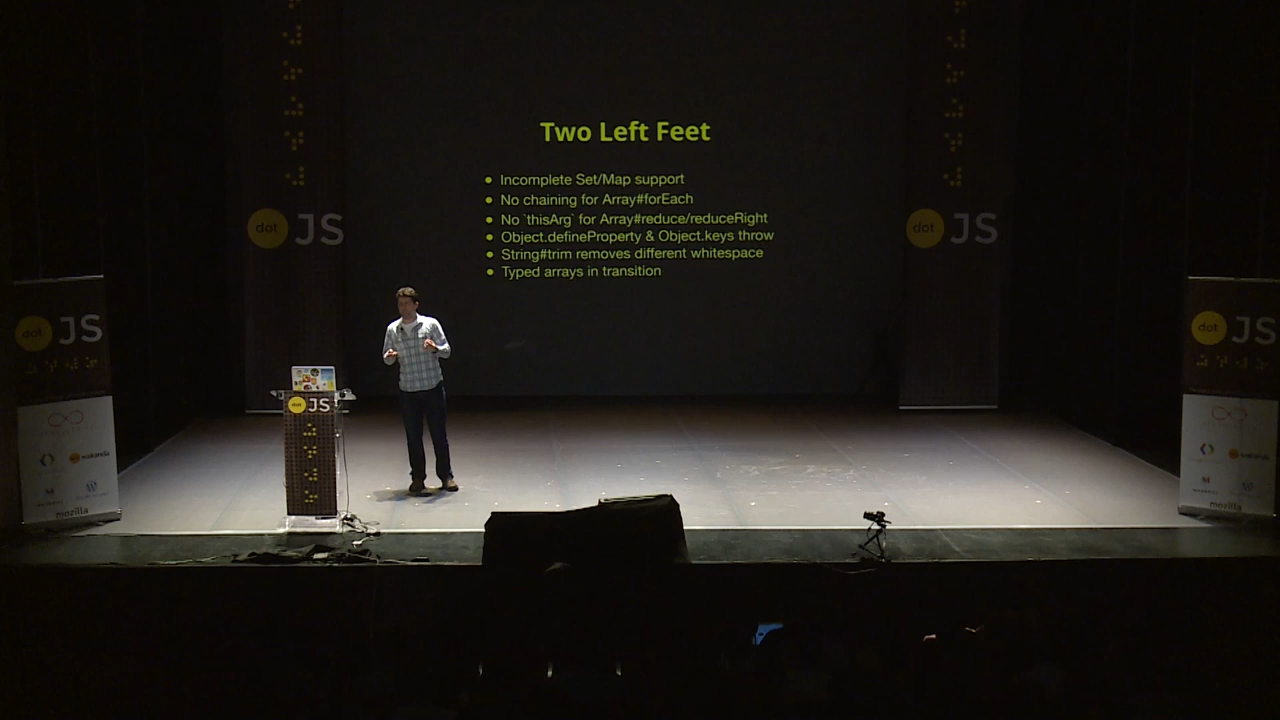 Two Left Feet
Incomplete Set/Map support
No chaining for Array#forEach
No `thisArg` for Array#reduce/reduceRight
Object.defineProperty & Object.keys throw
String#trim removes different whitespace
Typed arrays in transition
dot JS
dot JS
dot JS
dot JS
dot JS
wakanda
mozilla
wakanda
mozilla